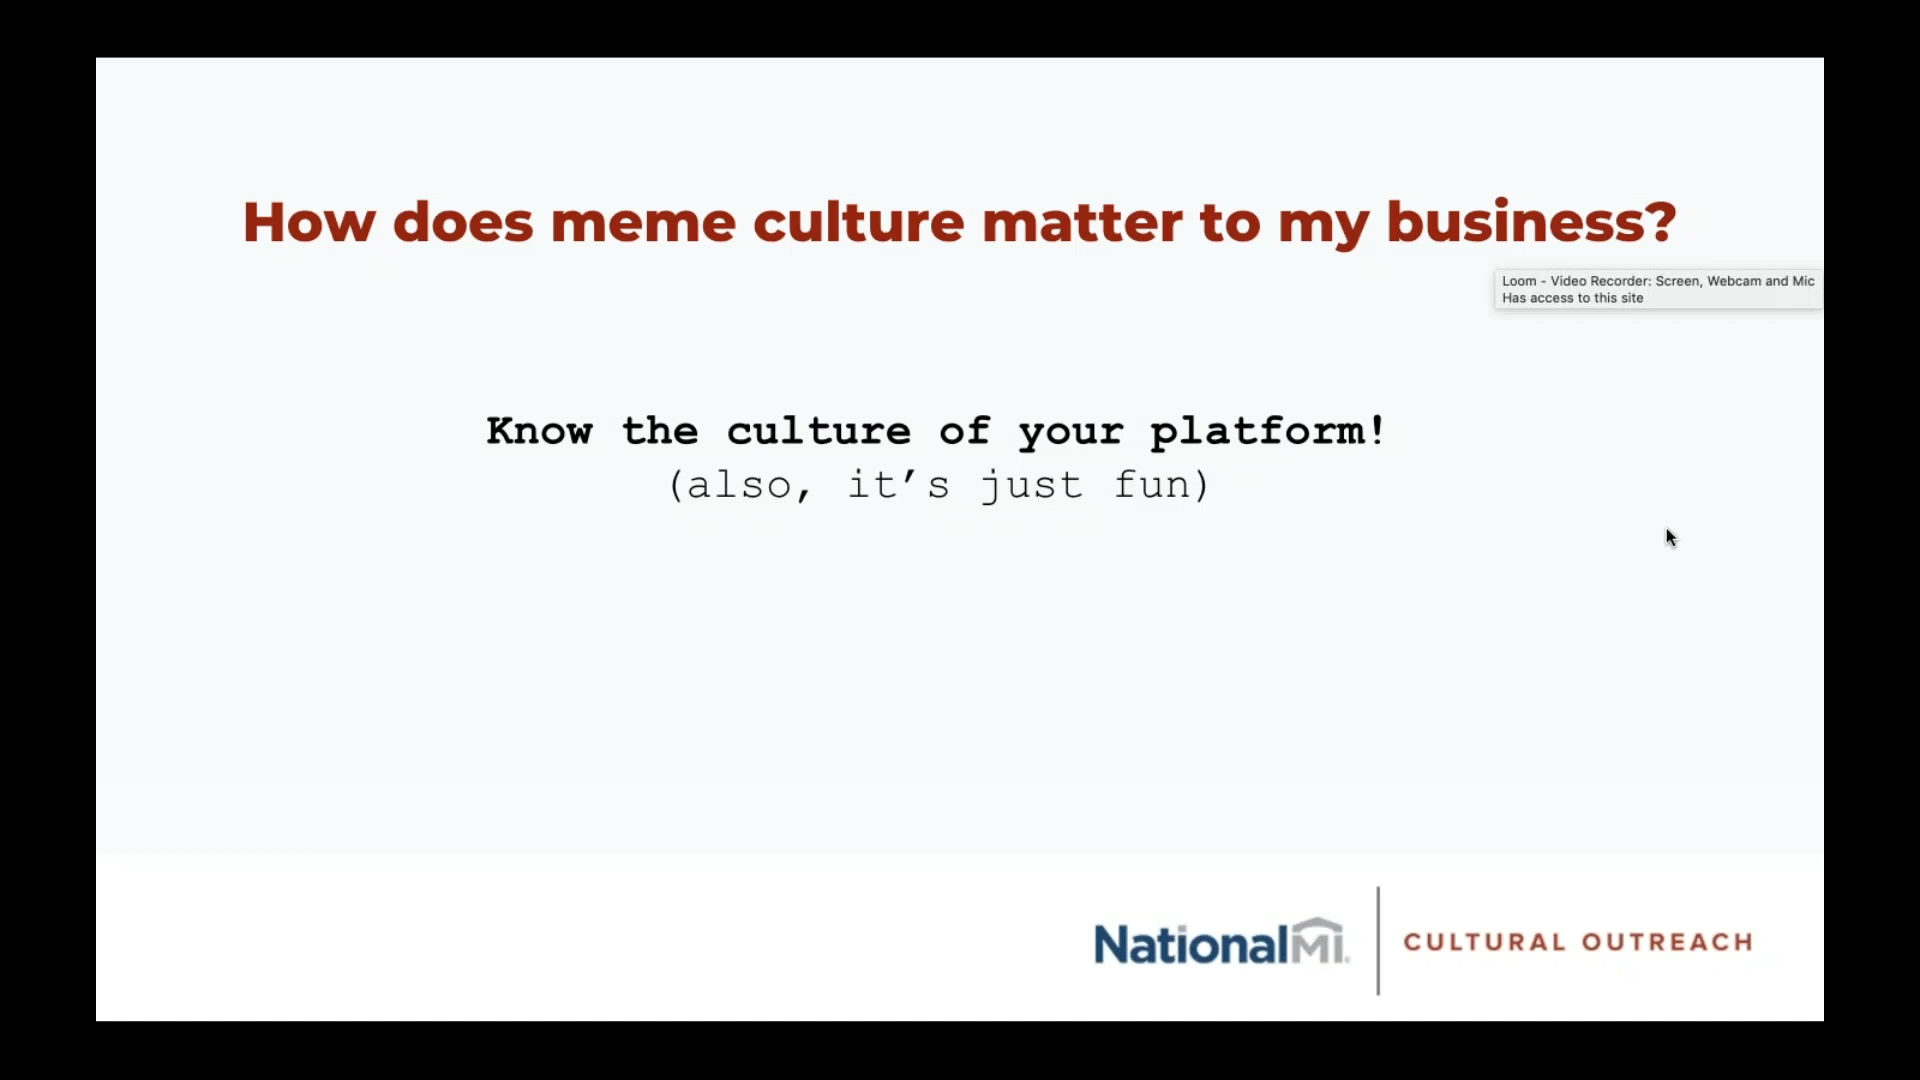 How does meme culture matter to my business?
Loom - Video Recorder: Screen, Webcam and Mic
Has access to this site
Know the culture of your platform!
(also, it’s just fun)
NationalMI.
CULTURAL OUTREACH